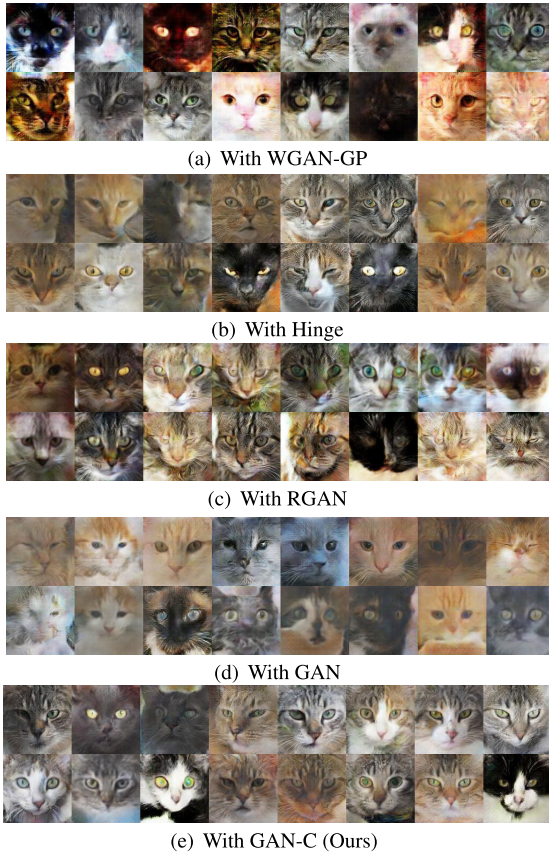 (a) With WGAN-GP
(b) With Hinge
(c) With RGAN
(d) With GAN
(e) With GAN-C (Ours)